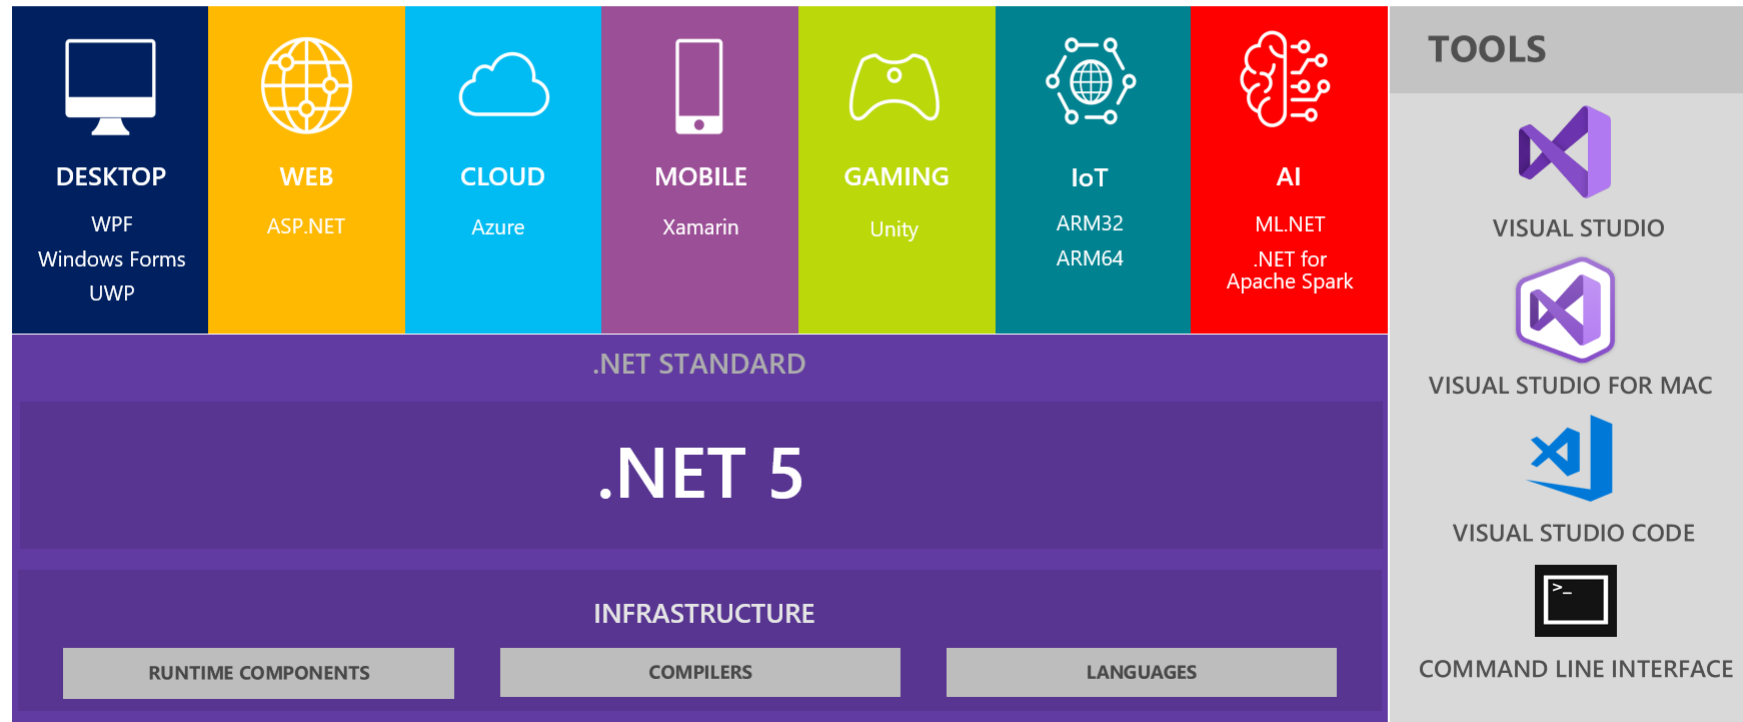 DESKTOP
WPF
Windows Forms
UWP
WEB
ASP.NET
CLOUD
Azure
MOBILE
Xamarin
GAMING
Unity
IoT
ARM32
ARM64
AI
ML.NET
.NET for
Apache Spark
.NET STANDARD
.NET 5
INFRASTRUCTURE
RUNTIME COMPONENTS
COMPILERS
LANGUAGES
TOOLS
VISUAL STUDIO
VISUAL STUDIO FOR MAC
VISUAL STUDIO CODE
>_
COMMAND LINE INTERFACE